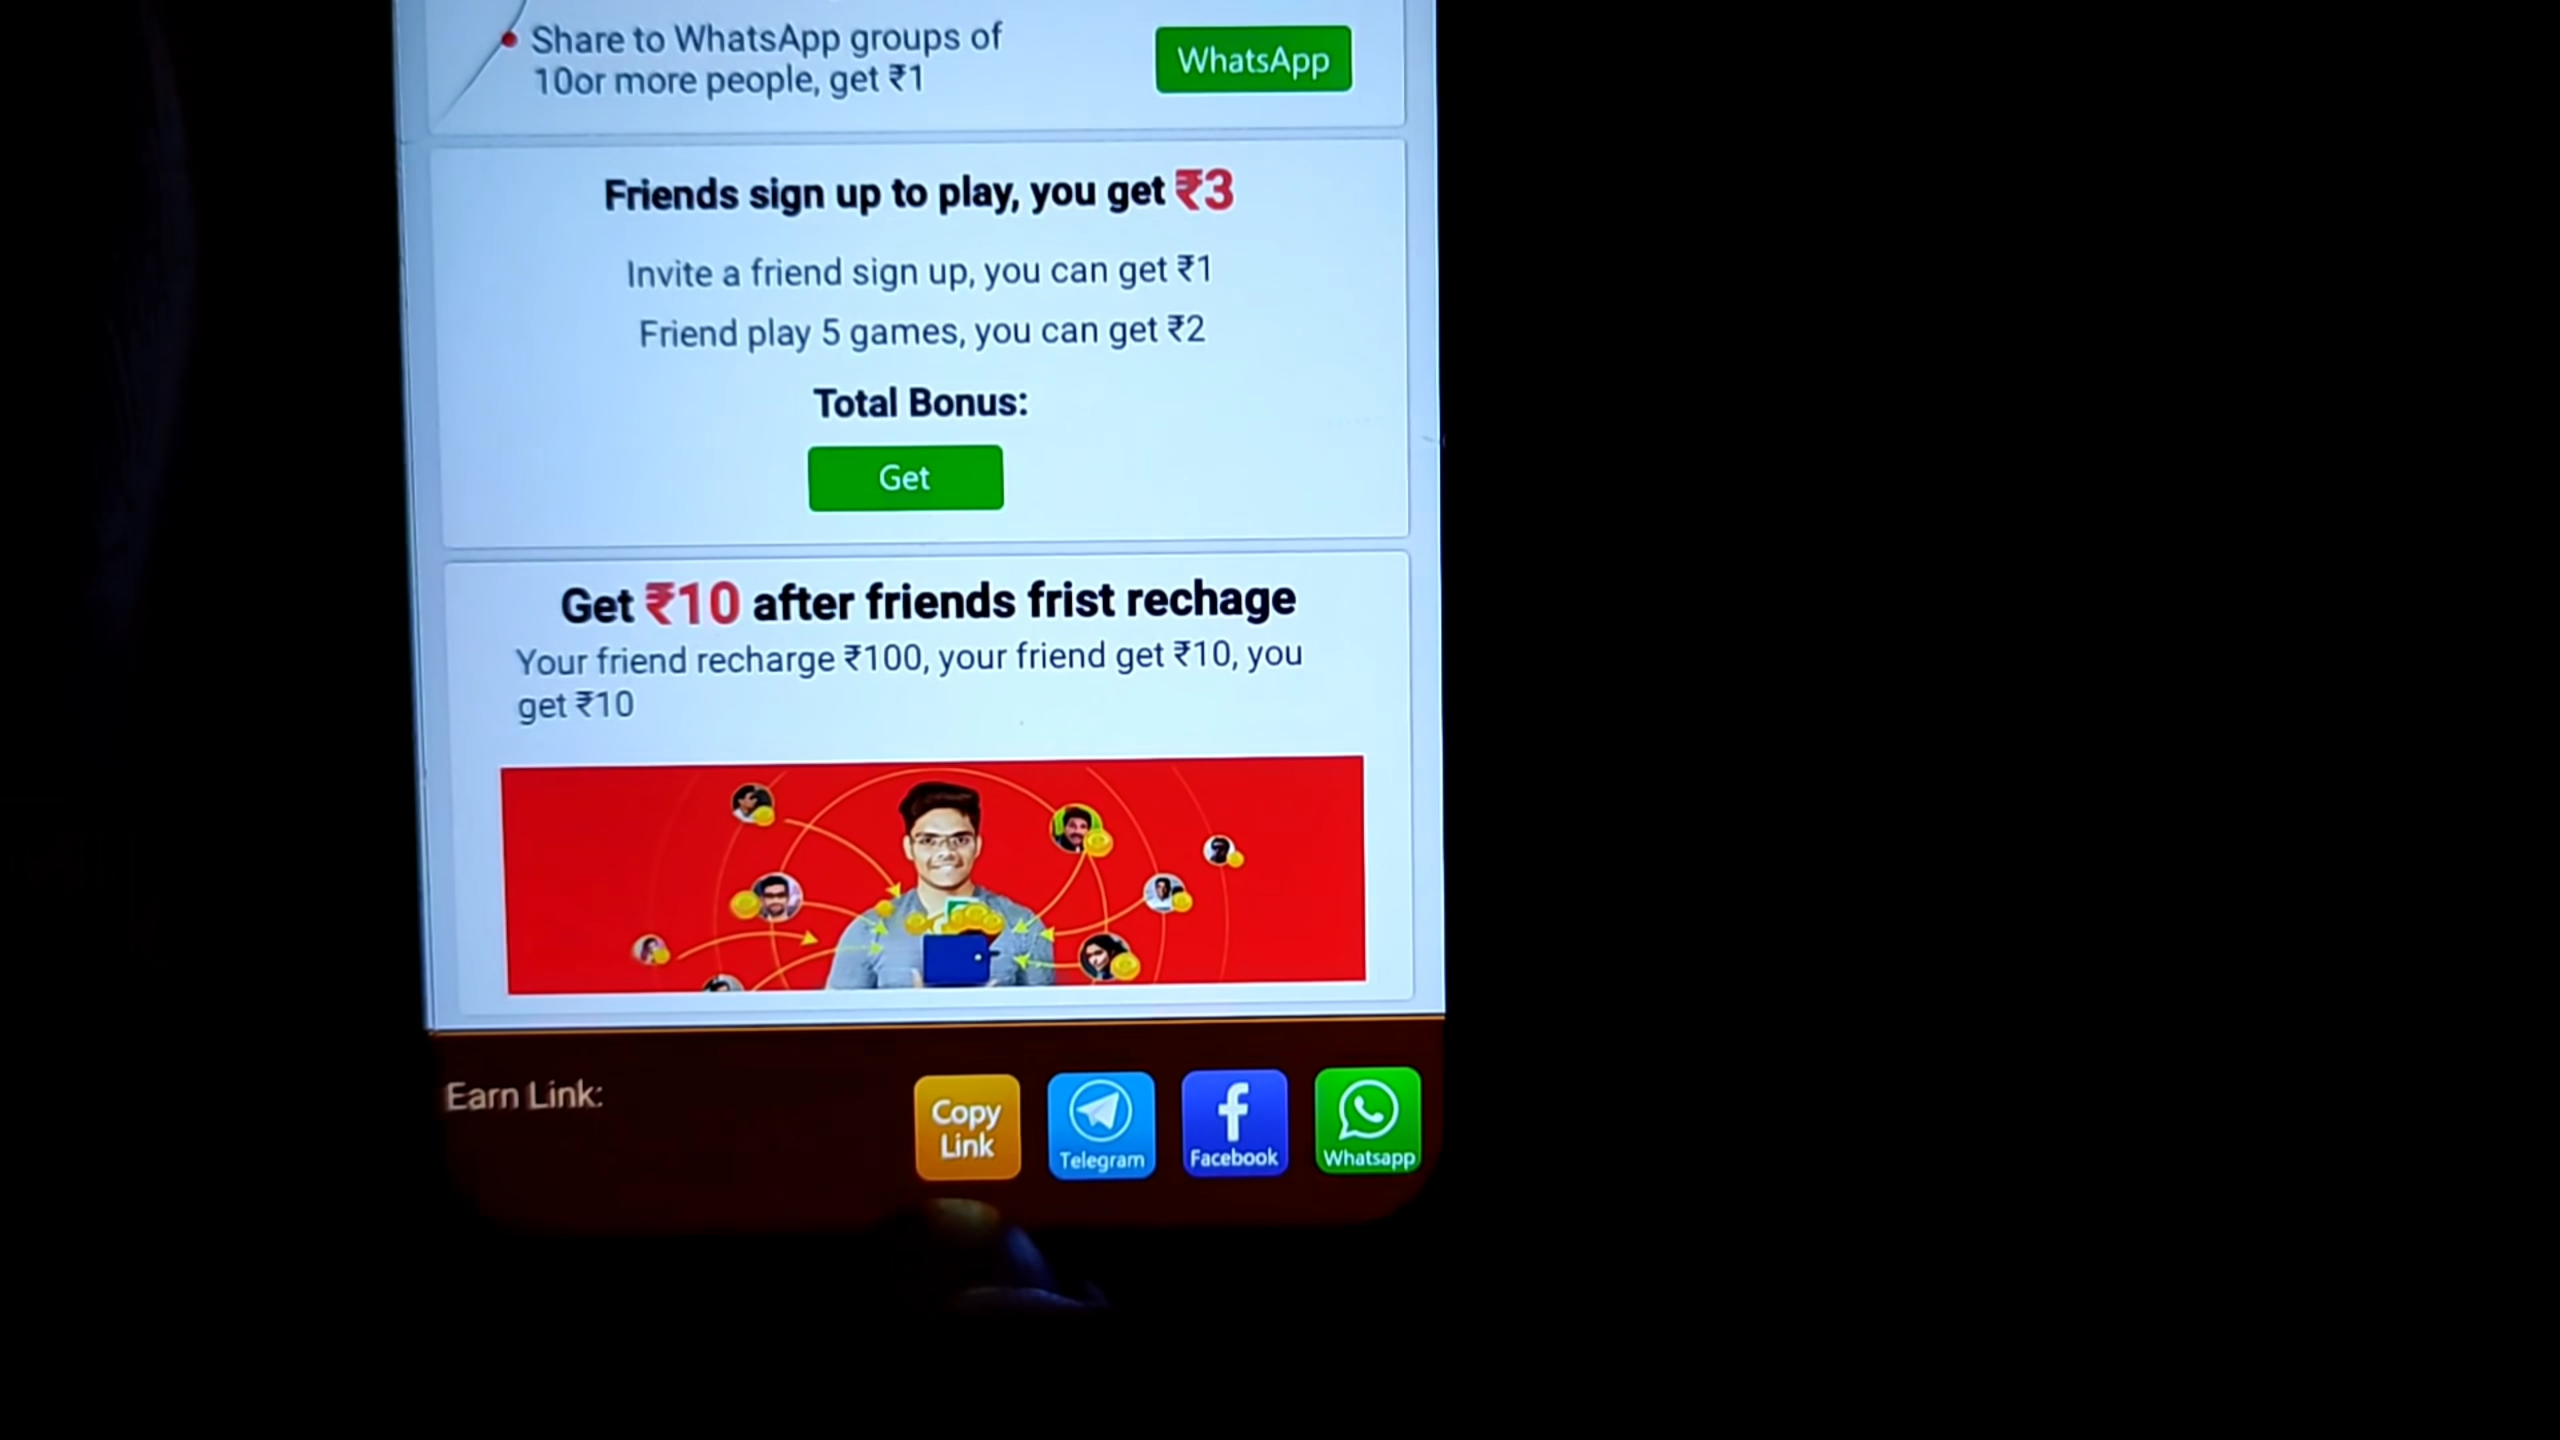 Share to WhatsApp groups of
10or more people, get ₹1
WhatsApp
Friends sign up to play, you get ₹3
Invite a friend sign up, you can get ₹1
Friend play 5 games, you can get ₹2
Total Bonus:
Get
Get ₹10 after friends frist rechage
Your friend recharge ₹100, your friend get ₹10, you
get ₹10
Earn Link:
Copy
Link
Telegram
Facebook
Whatsapp